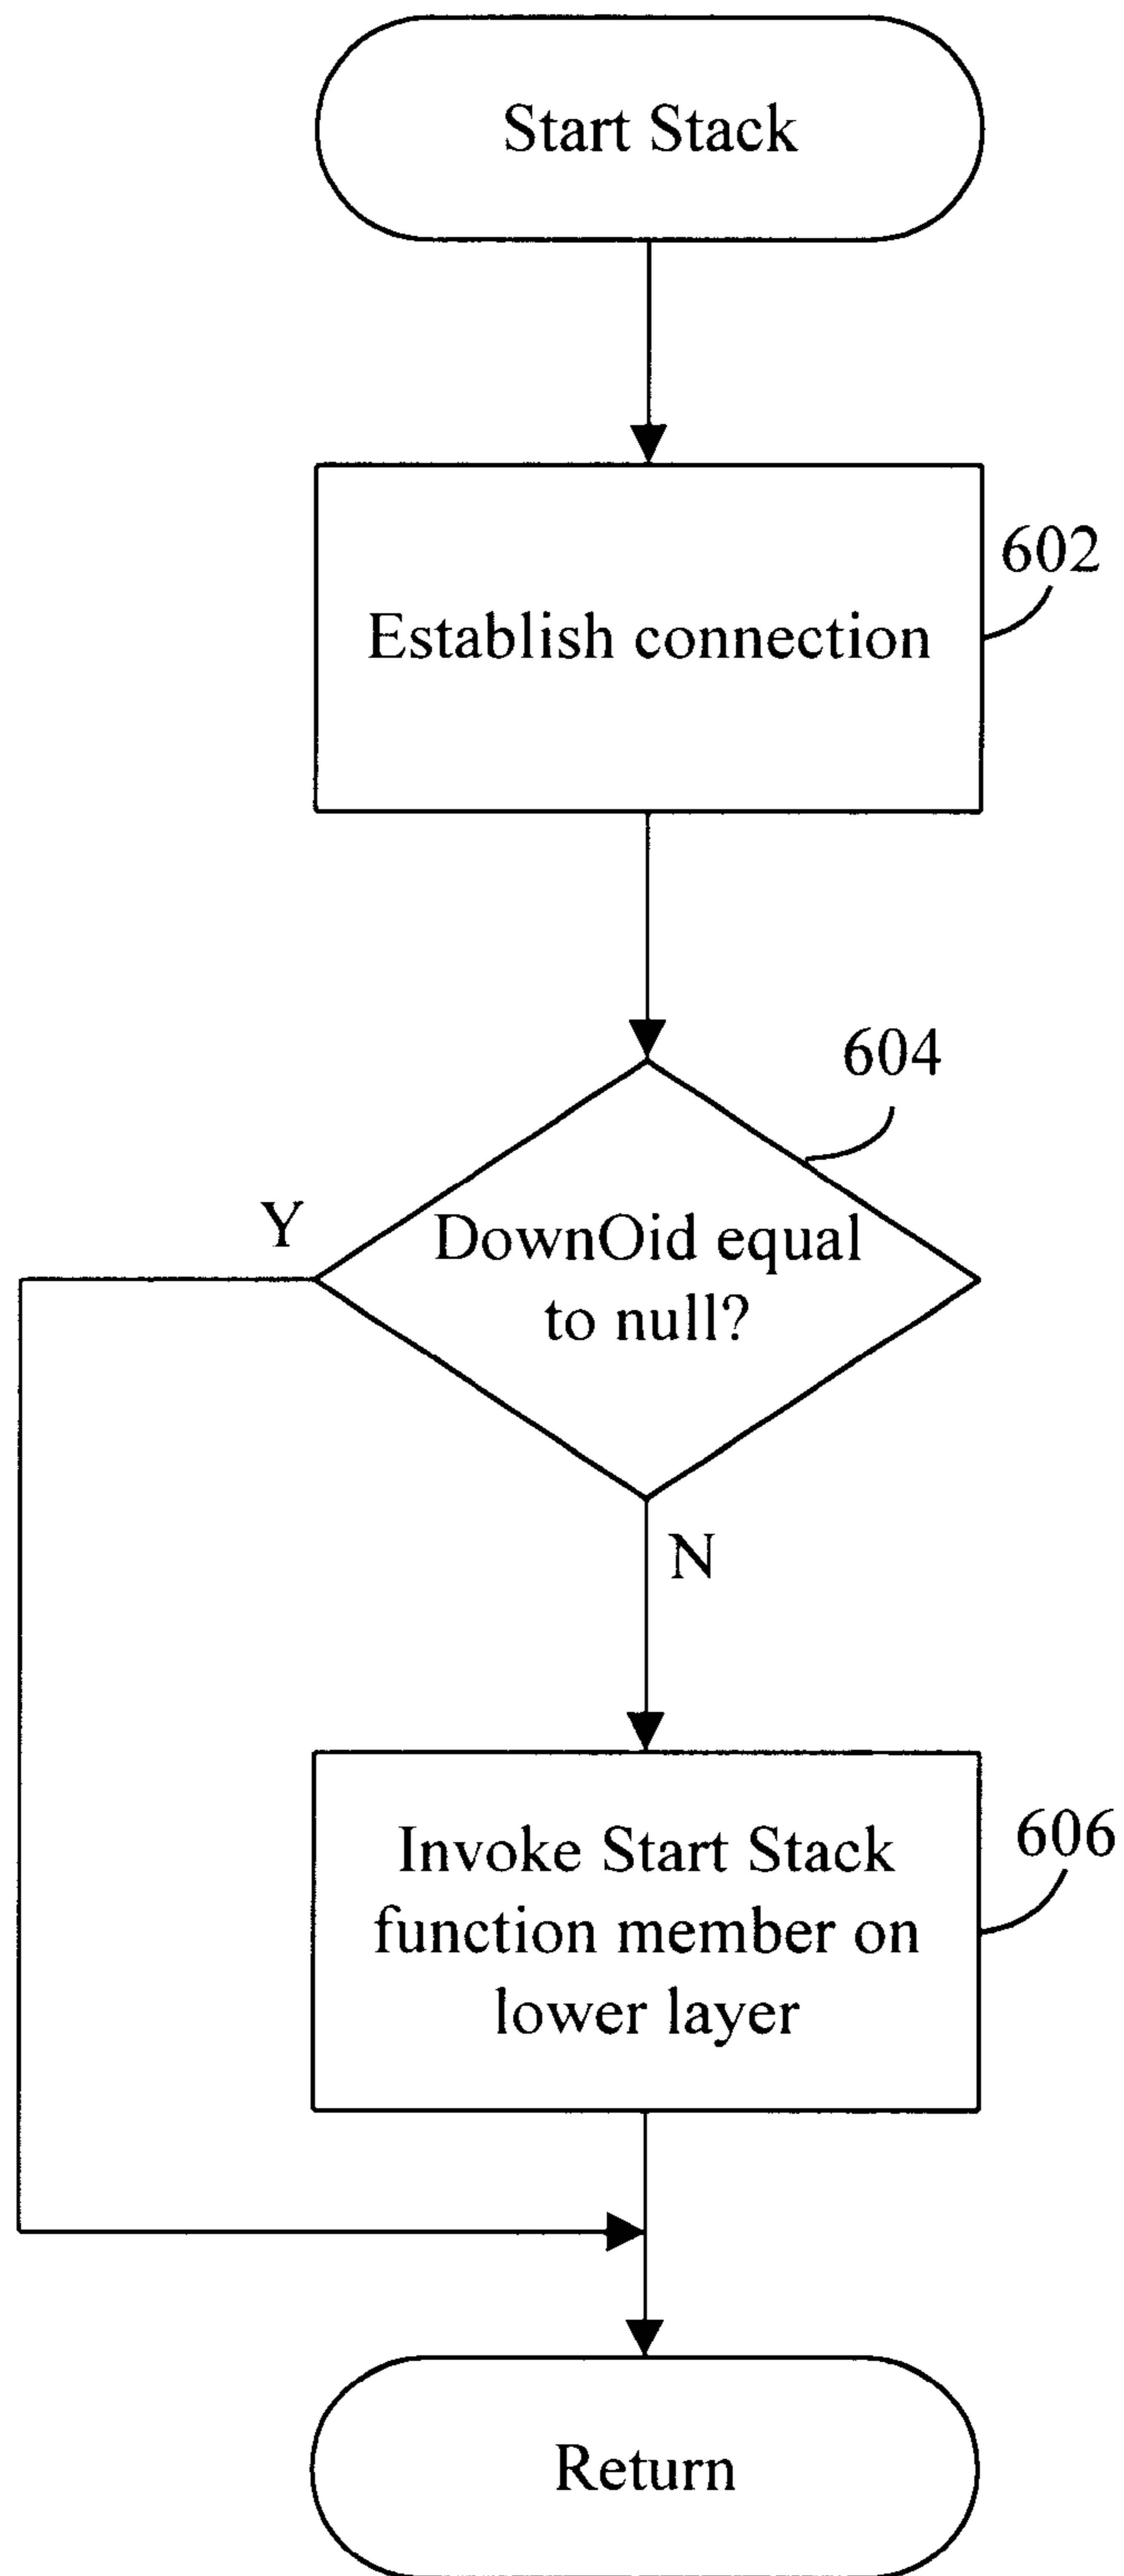 Start Stack
602
Establish connection
604
Y
DownOid equal
to null?
N
606
Invoke Start Stack
function member on
lower layer
Return